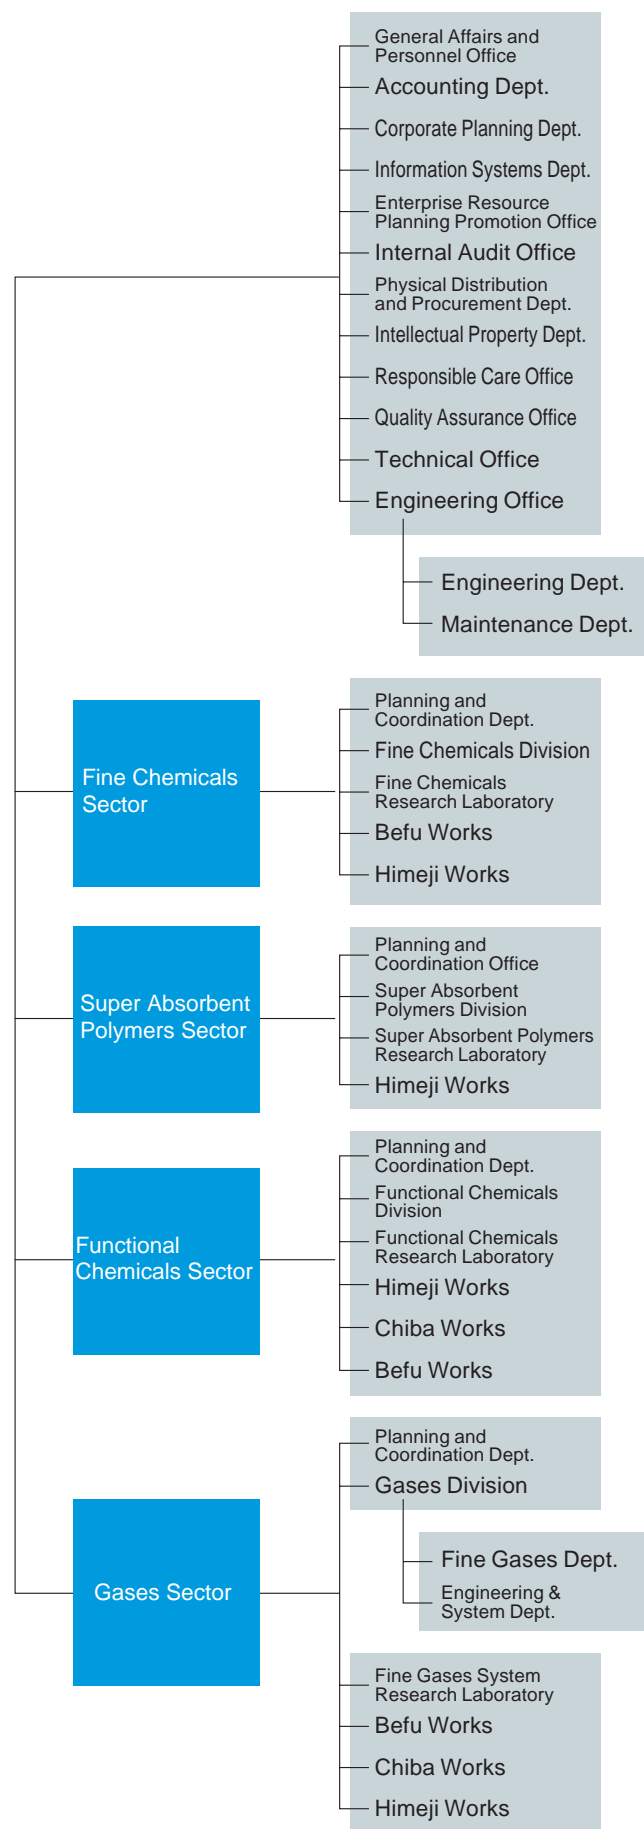 General Affairs and
Personnel Office
Accounting Dept.
Corporate Planning Dept.
Information Systems Dept.
Enterprise Resource
Planning Promotion Office
Internal Audit Office
Physical Distribution
and Procurement Dept.
Intellectual Property Dept.
Responsible Care Office
Quality Assurance Office
Technical Office
Engineering Office
Engineering Dept.
Maintenance Dept.
Fine Chemicals
Sector
Planning and
Coordination Dept.
Fine Chemicals Division
Fine Chemicals
Research Laboratory
Befu Works
Himeji Works
Super Absorbent
Polymers Sector
Planning and
Coordination Office
Super Absorbent
Polymers Division
Super Absorbent Polymers
Research Laboratory
Himeji Works
Functional
Chemicals Sector
Planning and
Coordination Dept.
Functional Chemicals
Division
Functional Chemicals
Research Laboratory
Himeji Works
Chiba Works
Befu Works
Gases Sector
Planning and
Coordination Dept.
Gases Division
Fine Gases Dept.
Engineering &
System Dept.
Fine Gases System
Research Laboratory
Befu Works
Chiba Works
Himeji Works